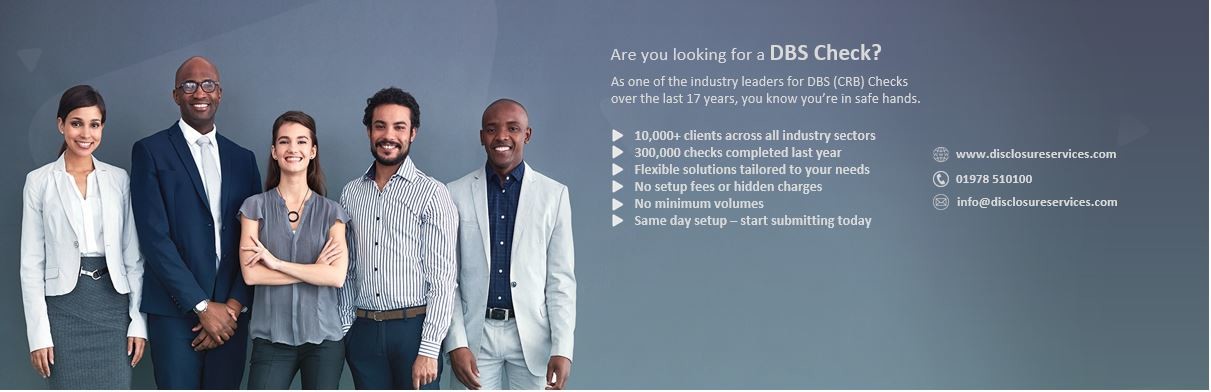 Are you looking for a DBS Check?
As one of the industry leaders for DBS (CRB) Checks
over the last 17 years, you know you're in safe hands.
10,000+ clients across all industry sectors
300,000 checks completed last year
Flexible solutions tailored to your needs
No setup fees or hidden charges
No minimum volumes
Same day setup – start submitting today
www.disclosureservices.com
01978 510100
info@disclosureservices.com